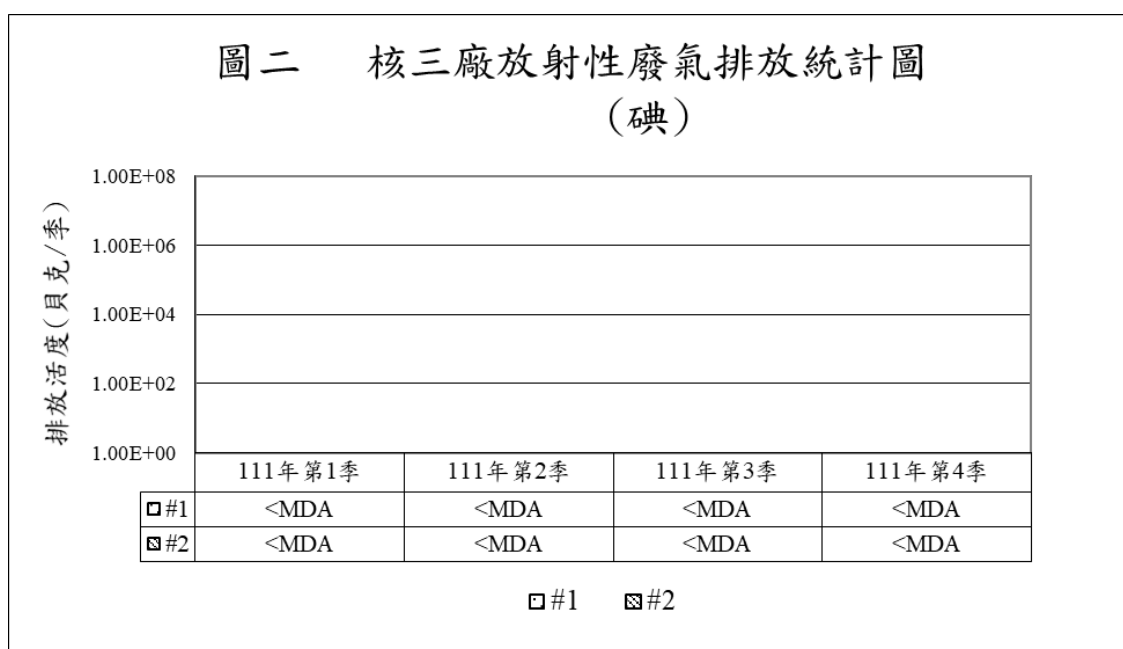 圖二 核三廠放射性廢氣排放統計圖
(碘)
排放活度(貝克/季)
1.00E+08
1.00E+06
1.00E+04
1.00E+02
1.00E+00
111年第1季 111年第2季 111年第3季 111年第4季
#1 <MDA <MDA <MDA <MDA
#2 <MDA <MDA <MDA <MDA
#1 #2